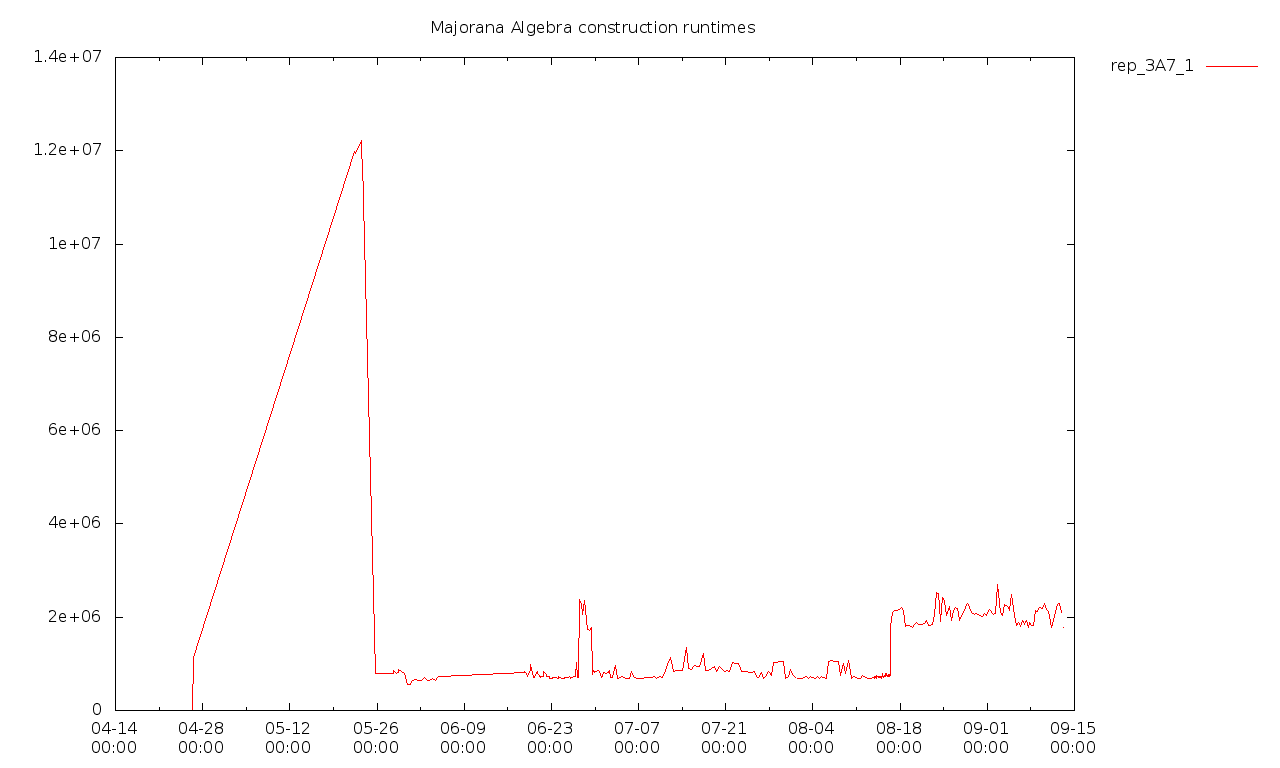 Majorana Algebra construction runtimes
rep_3A7_1
1.4e+07
1.2e+07
1e+07
8e+06
6e+06
4e+06
2e+06
0
04-14 04-28 05-12 05-26 06-09 06-23 07-07 07-21 08-04 08-18 09-01 09-15
00:00 00:00 00:00 00:00 00:00 00:00 00:00 00:00 00:00 00:00 00:00 00:00